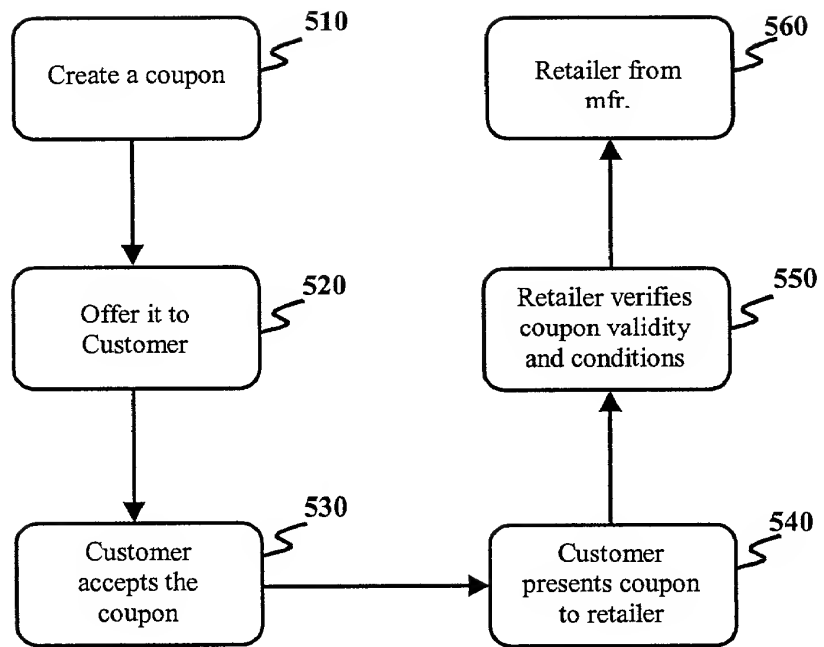 510
Create a coupon
520
Offer it to
Customer
530
Customer
accepts the
coupon
540
Customer
presents coupon
to retailer
550
Retailer verifies
coupon validity
and conditions
560
Retailer from
mfr.